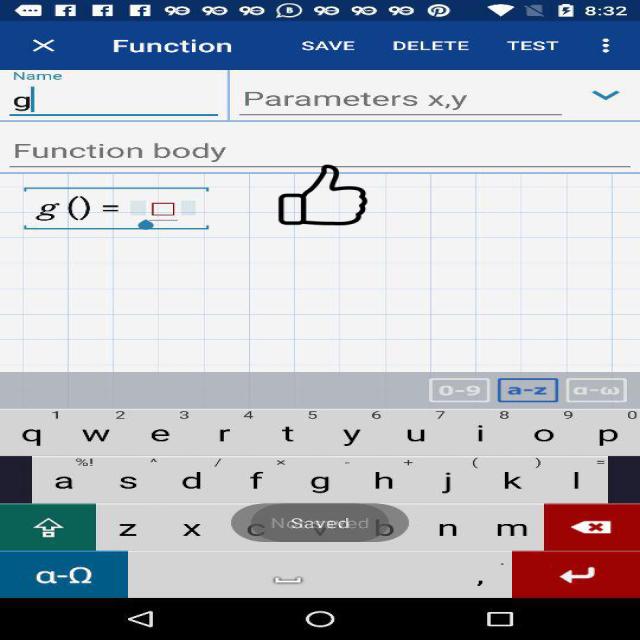 8:32
Function SAVE DELETE TEST
Name
g Parameters x,y
Function body
g () =
0-9 a-z α-ω
1 2 3 4 5 6 7 8 9 0
q w e r t y u i o p
%! ^ / × - + ( ) =
a s d f g h j k l
z x c v b n m
Saved
α-Ω , .